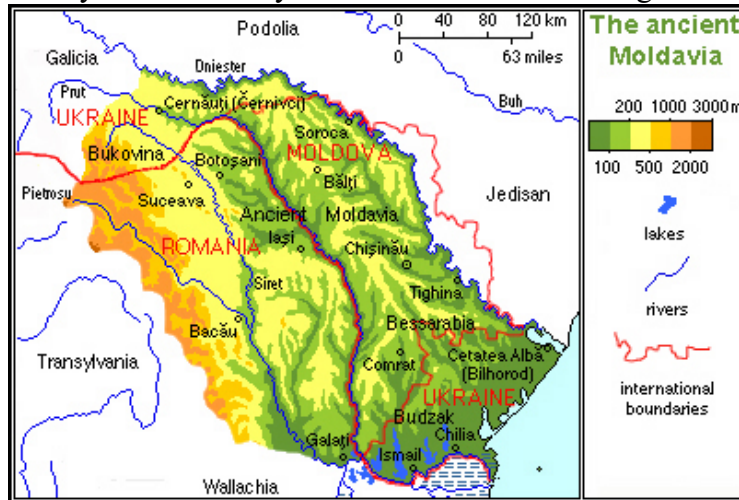 Podolia
0 40 80 120 km
0 63 miles
Galicia
Dniester
Prut
Cernăuți (Černivci)
Buh
UKRAINE
Soroca
Bukovina
Botoșani
MOLDOVA
Bălți
Jedisan
Pietrosu
Suceava
Ancient Moldavia
Iași
ROMANIA
Chișinău
Siret
Tighina
Bacău
Bessarabia
Transylvania
Comrat
Cetatea Albă
(Bilhorod)
UKRAINE
Budzak
Galați
Chilia
Ismail
Wallachia
The ancient
Moldavia
200 1000 3000m
100 500 2000
lakes
rivers
international
boundaries